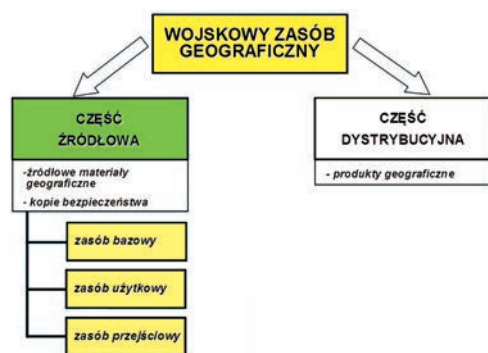 WOJSKOWY ZASÓB
GEOGRAFICZNY
CZĘŚĆ
ŹRÓDŁOWA
-źródłowe materiały
geograficzne
- kopie bezpieczeństwa
zasób bazowy
zasób użytkowy
zasób przejściowy
CZĘŚĆ
DYSTRYBUCYJNA
- produkty geograficzne